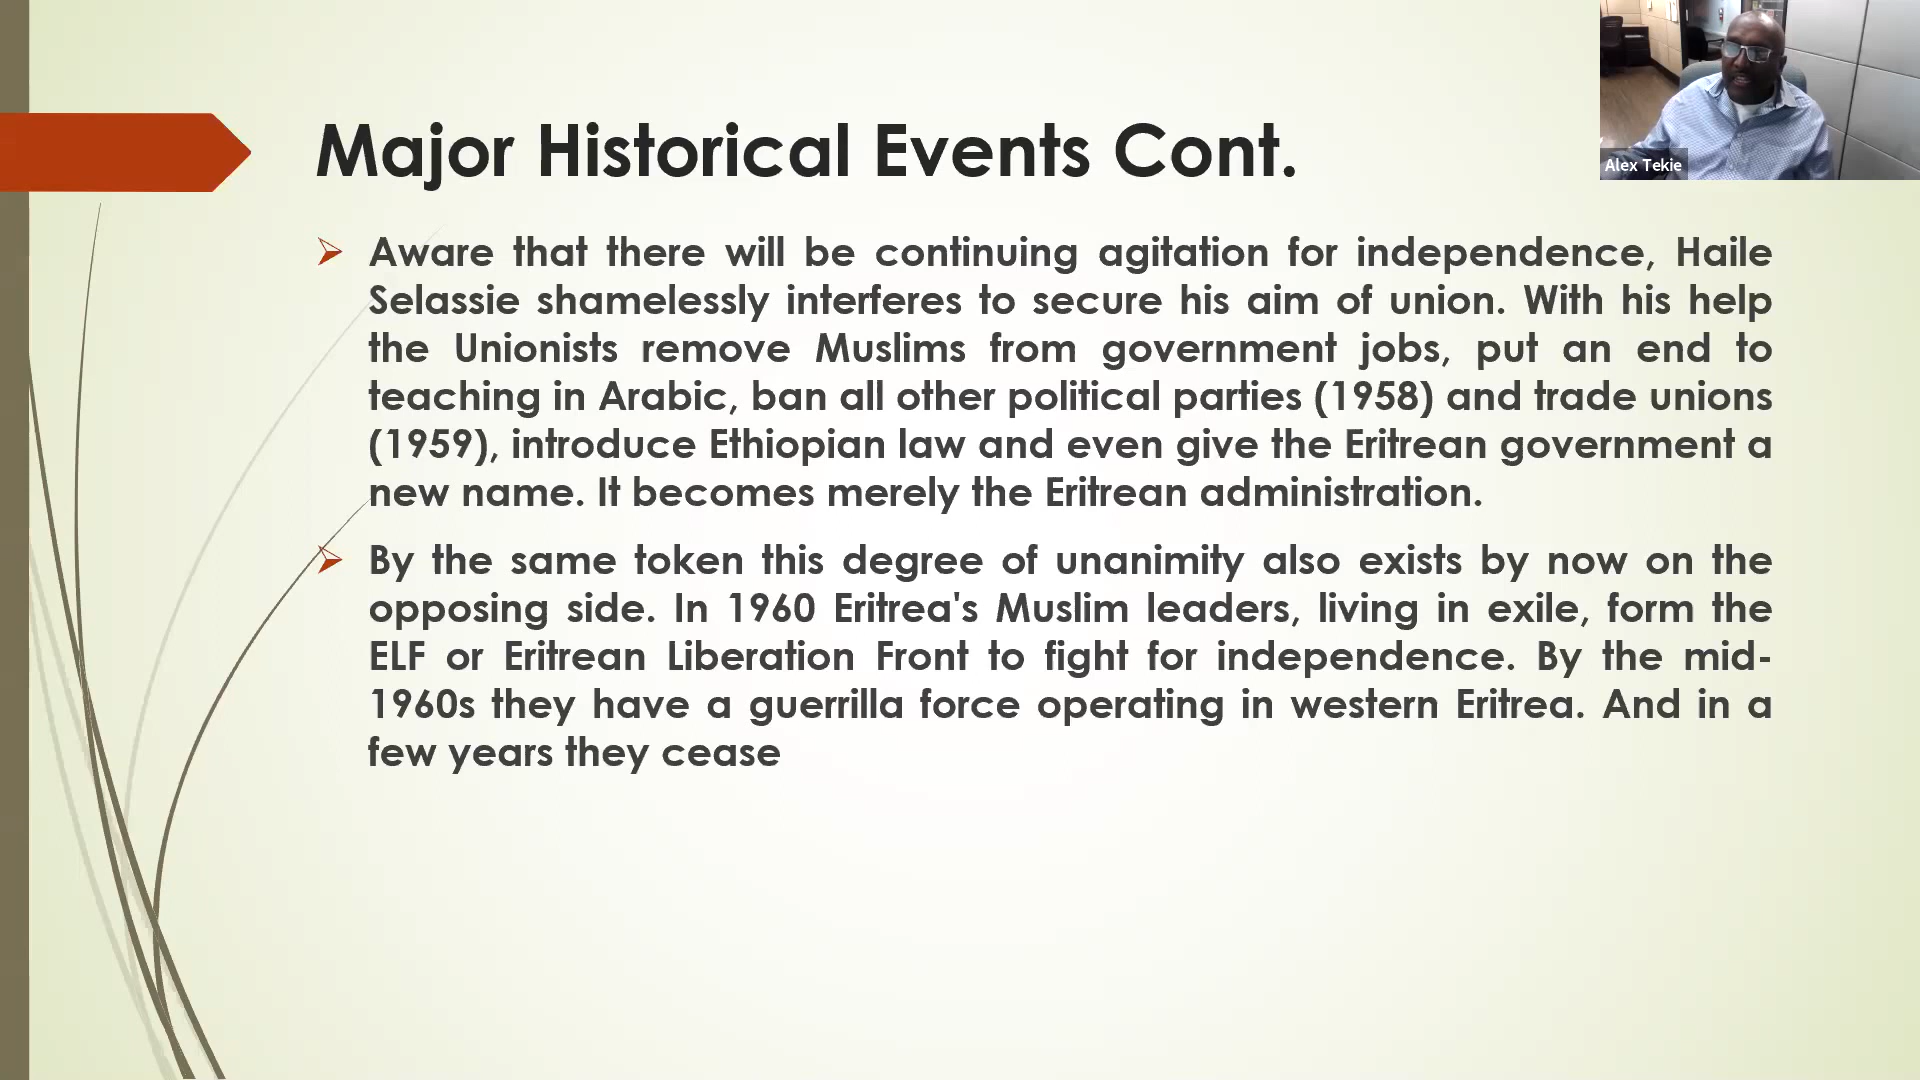 Major Historical Events Cont.
Alex Tekie
Aware that there will be continuing agitation for independence, Haile
Selassie shamelessly interferes to secure his aim of union. With his help
the Unionists remove Muslims from government jobs, put an end to
teaching in Arabic, ban all other political parties (1958) and trade unions
(1959), introduce Ethiopian law and even give the Eritrean government a
new name. It becomes merely the Eritrean administration.
By the same token this degree of unanimity also exists by now on the
opposing side. In 1960 Eritrea's Muslim leaders, living in exile, form the
ELF or Eritrean Liberation Front to fight for independence. By the mid-
1960s they have a guerrilla force operating in western Eritrea. And in a
few years they cease